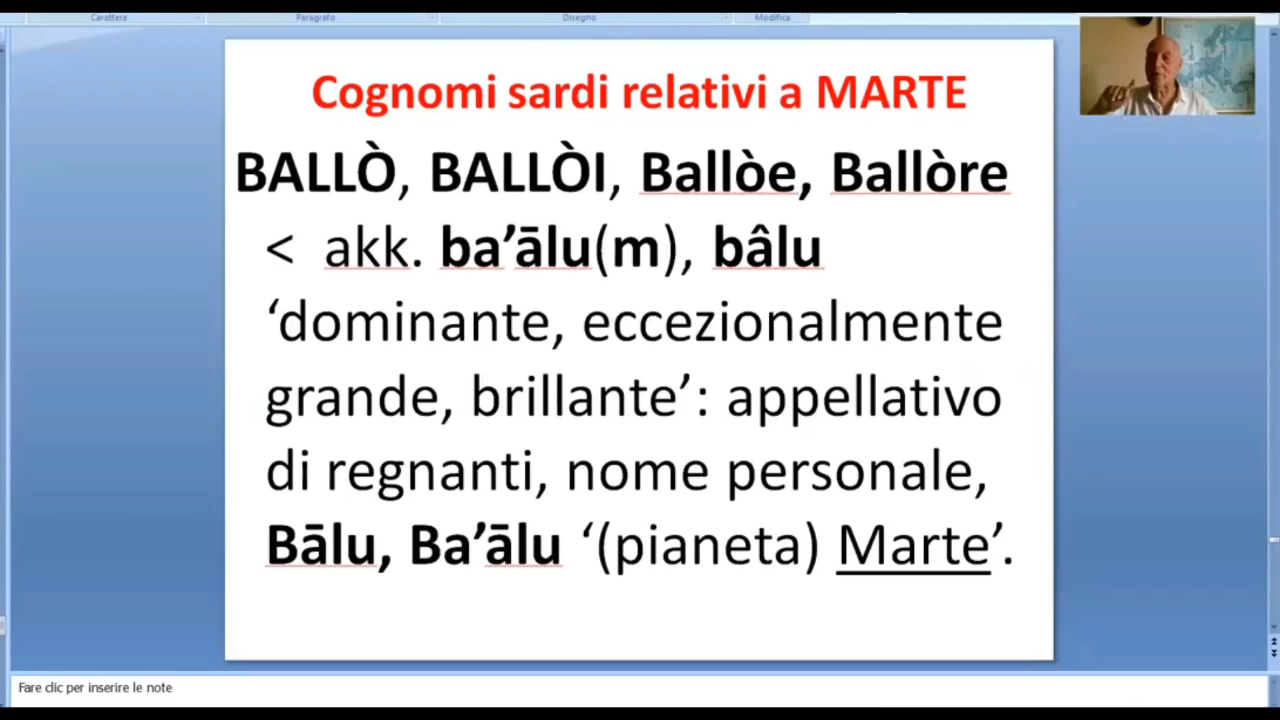 Carattere Paragrafo Disegno Modifica
Cognomi sardi relativi a MARTE
BALLÒ, BALLÒI, Ballòe, Ballòre
< akk. ba’ālu(m), bâlu
‘dominante, eccezionalmente
grande, brillante’: appellativo
di regnanti, nome personale,
Bālu, Ba’ālu ‘(pianeta) Marte’.
Fare clic per inserire le note